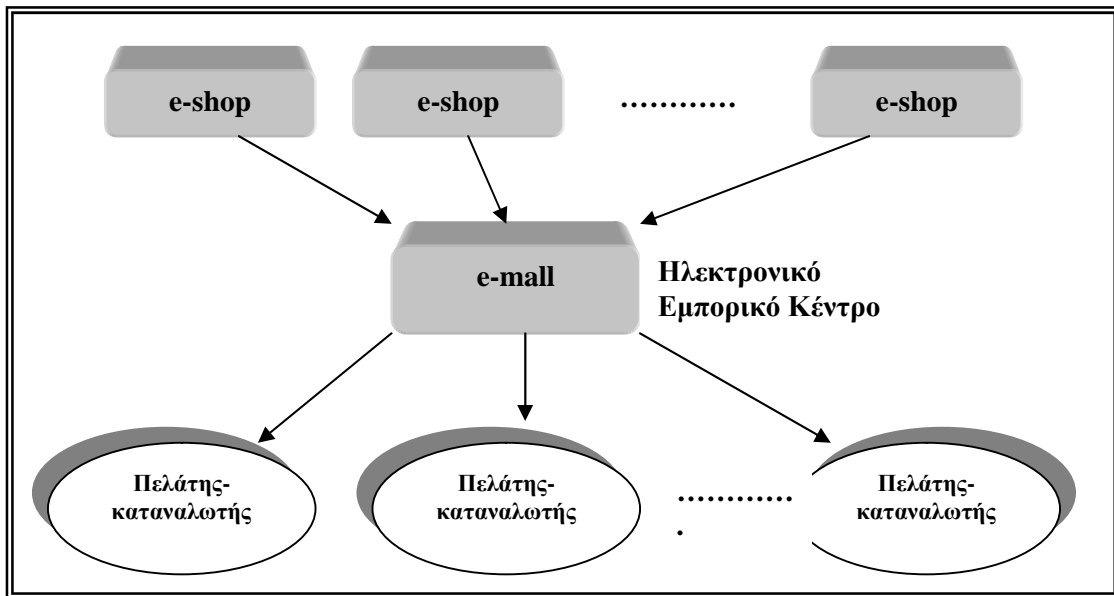 e-shop
e-shop
............
e-shop
e-mall
Ηλεκτρονικό
Εμπορικό Κέντρο
Πελάτης-
καταναλωτής
Πελάτης-
καταναλωτής
............
.
Πελάτης-
καταναλωτής